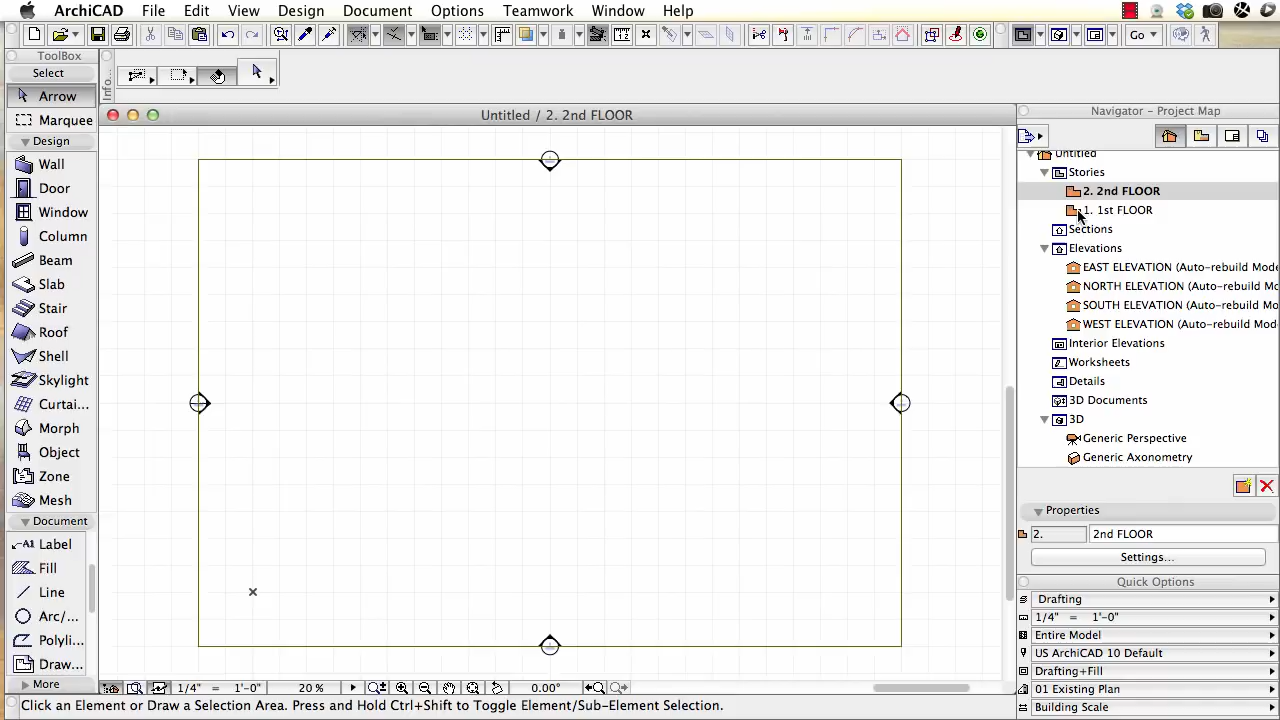 ArchiCAD File Edit View Design Document Options Teamwork Window Help
Go
ToolBox
Select
Arrow
Marquee
Design
Wall
Door
Window
Column
Beam
Slab
Stair
Roof
Shell
Skylight
Curtai...
Morph
Object
Zone
Mesh
Document
A1 Label
Fill
Line
Arc/...
Polyli...
Draw...
More
Info...
Untitled / 2. 2nd FLOOR
1/4" = 1'-0" 20 % 0.00°
Click an Element or Draw a Selection Area. Press and Hold Ctrl+Shift to Toggle Element/Sub-Element Selection.
Navigator - Project Map
Untitled
Stories
2. 2nd FLOOR
1. 1st FLOOR
Sections
Elevations
EAST ELEVATION (Auto-rebuild Mode
NORTH ELEVATION (Auto-rebuild Mo
SOUTH ELEVATION (Auto-rebuild Mod
WEST ELEVATION (Auto-rebuild Mod
Interior Elevations
Worksheets
Details
3D Documents
3D
Generic Perspective
Generic Axonometry
Properties
2. 2nd FLOOR
Settings...
Quick Options
Drafting
1/4" = 1'-0"
Entire Model
US ArchiCAD 10 Default
Drafting+Fill
01 Existing Plan
Building Scale